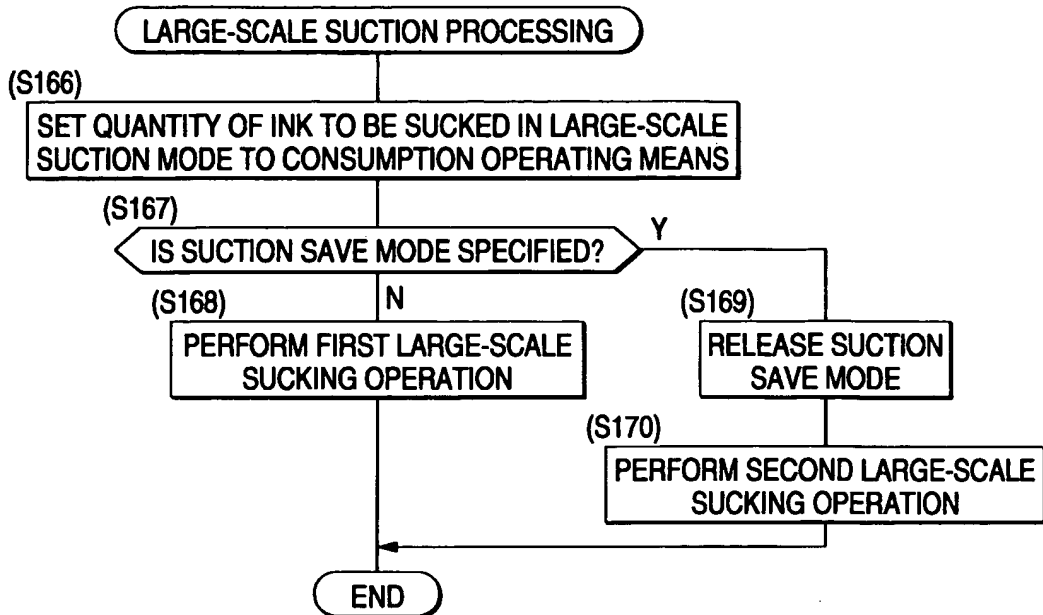 LARGE-SCALE SUCTION PROCESSING
(S166)
SET QUANTITY OF INK TO BE SUCKED IN LARGE-SCALE
SUCTION MODE TO CONSUMPTION OPERATING MEANS
(S167)
IS SUCTION SAVE MODE SPECIFIED?
Y
N
(S168)
PERFORM FIRST LARGE-SCALE
SUCKING OPERATION
(S169)
RELEASE SUCTION
SAVE MODE
(S170)
PERFORM SECOND LARGE-SCALE
SUCKING OPERATION
END